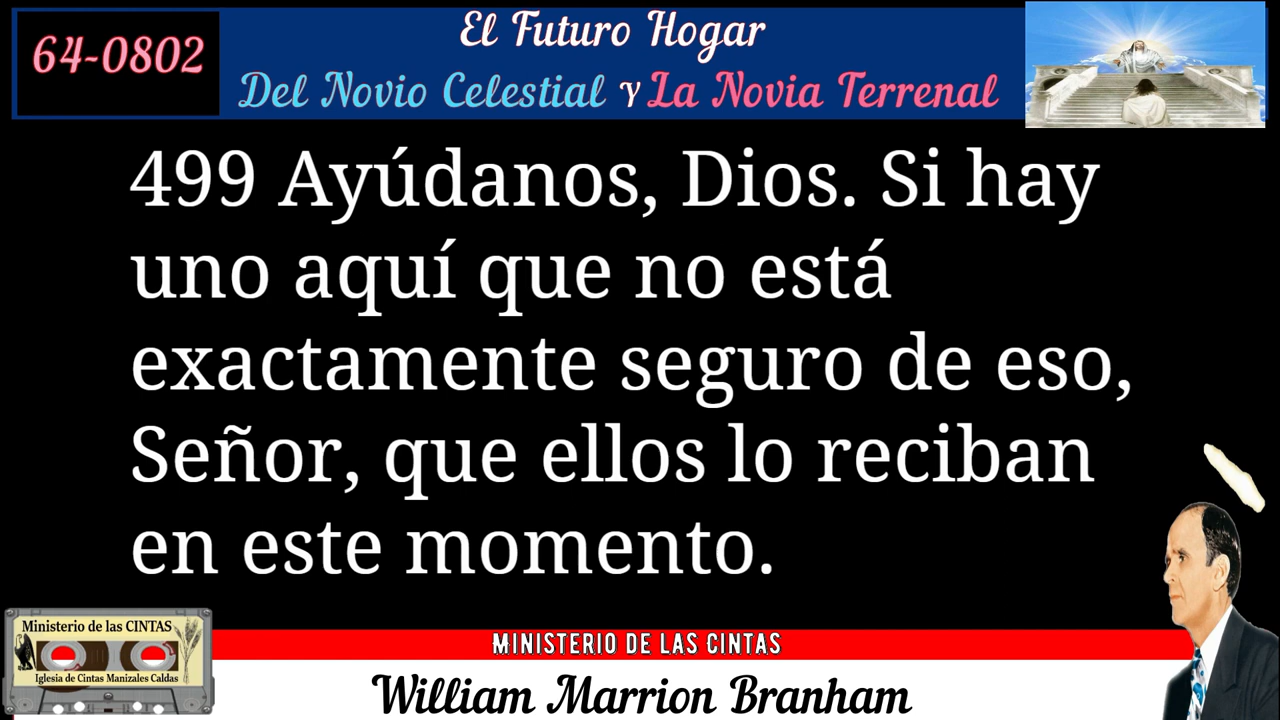 64-0802
El Futuro Hogar
Del Novio Celestial Y La Novia Terrenal
499 Ayúdanos, Dios. Si hay
uno aquí que no está
exactamente seguro de eso,
Señor, que ellos lo reciban
en este momento.
Ministerio de las CINTAS
Iglesia de Cintas Manizales Caldas
MINISTERIO DE LAS CINTAS
William Marrion Branham